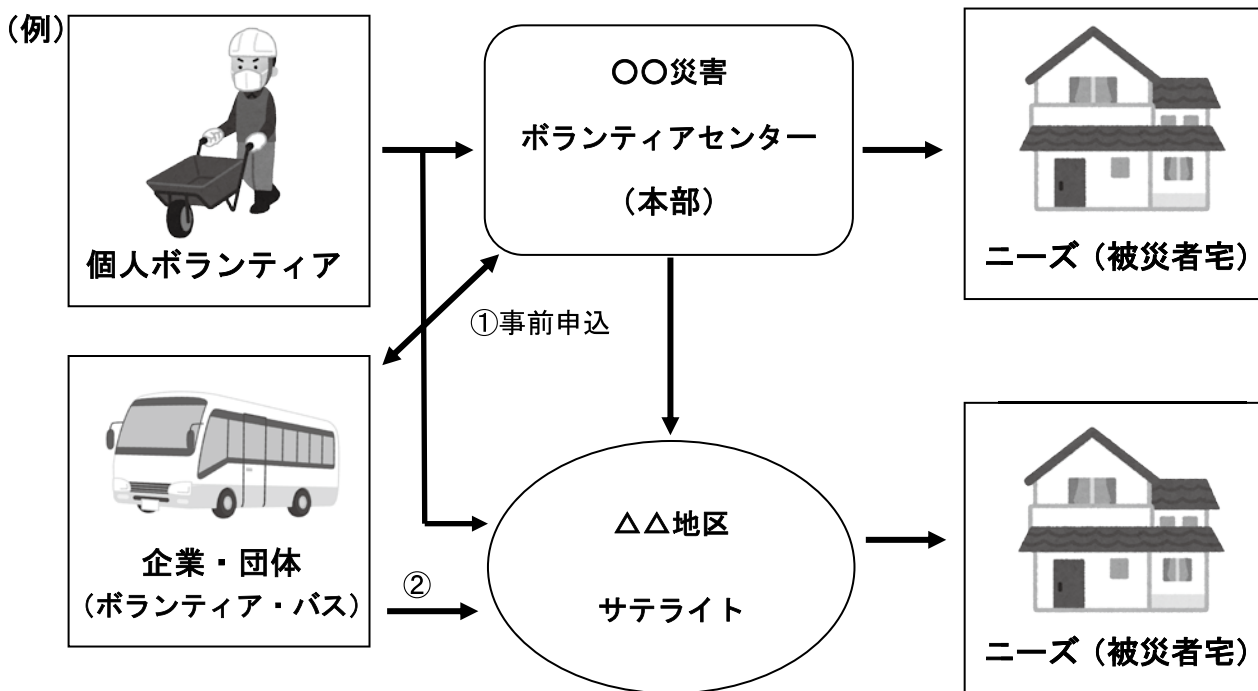 (例)
個人ボランティア
〇〇災害
ボランティアセンター
(本部)
ニーズ(被災者宅)
①事前申込
企業・団体
(ボランティア・バス)
②
△△地区
サテライト
ニーズ(被災者宅)